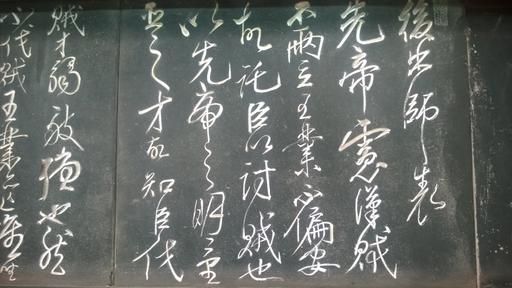 後出師表
先帝慮漢賊
不兩立王業不偏安
故託臣以討賊也
以先帝之明量
臣之才故知臣伐
賊才弱敵強也然
不伐賊王業亦亡惟